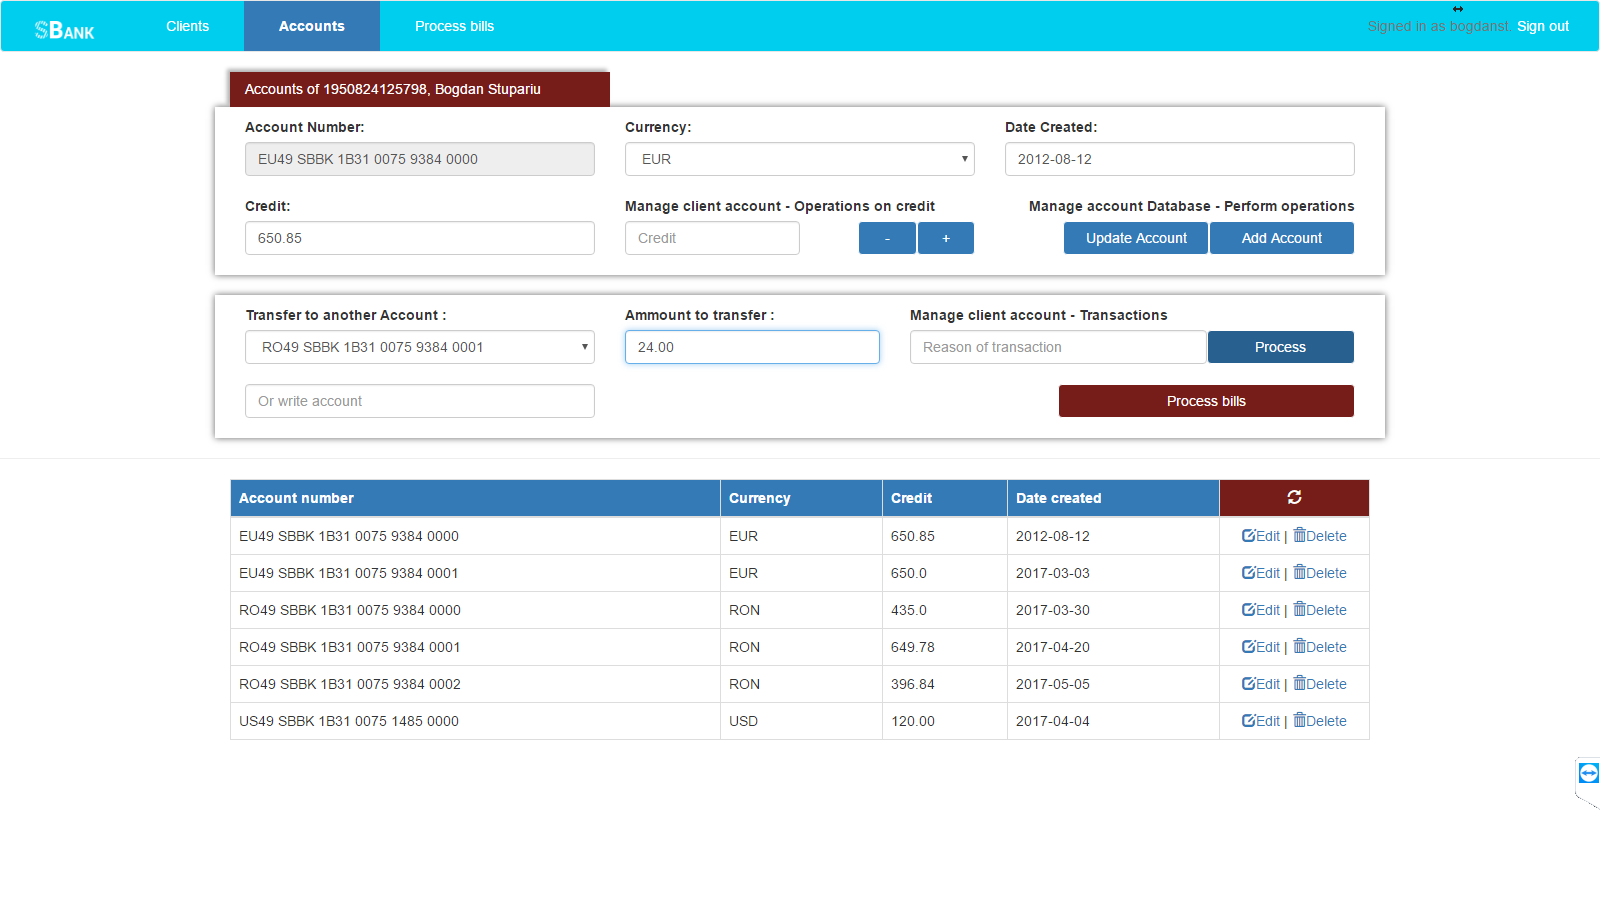 SBANK Clients Accounts Process bills Signed in as bogdanst. Sign out
Accounts of 1950824125798, Bogdan Stupariu
Account Number: Currency: Date Created:
EU49 SBBK 1B31 0075 9384 0000 EUR 2012-08-12
Credit: Manage client account - Operations on credit Manage account Database - Perform operations
650.85 Credit - + Update Account Add Account
Transfer to another Account : Ammount to transfer : Manage client account - Transactions
RO49 SBBK 1B31 0075 9384 0001 24.00 Reason of transaction Process
Or write account Process bills
Account number Currency Credit Date created
EU49 SBBK 1B31 0075 9384 0000 EUR 650.85 2012-08-12 Edit | Delete
EU49 SBBK 1B31 0075 9384 0001 EUR 650.0 2017-03-03 Edit | Delete
RO49 SBBK 1B31 0075 9384 0000 RON 435.0 2017-03-30 Edit | Delete
RO49 SBBK 1B31 0075 9384 0001 RON 649.78 2017-04-20 Edit | Delete
RO49 SBBK 1B31 0075 9384 0002 RON 396.84 2017-05-05 Edit | Delete
US49 SBBK 1B31 0075 1485 0000 USD 120.00 2017-04-04 Edit | Delete